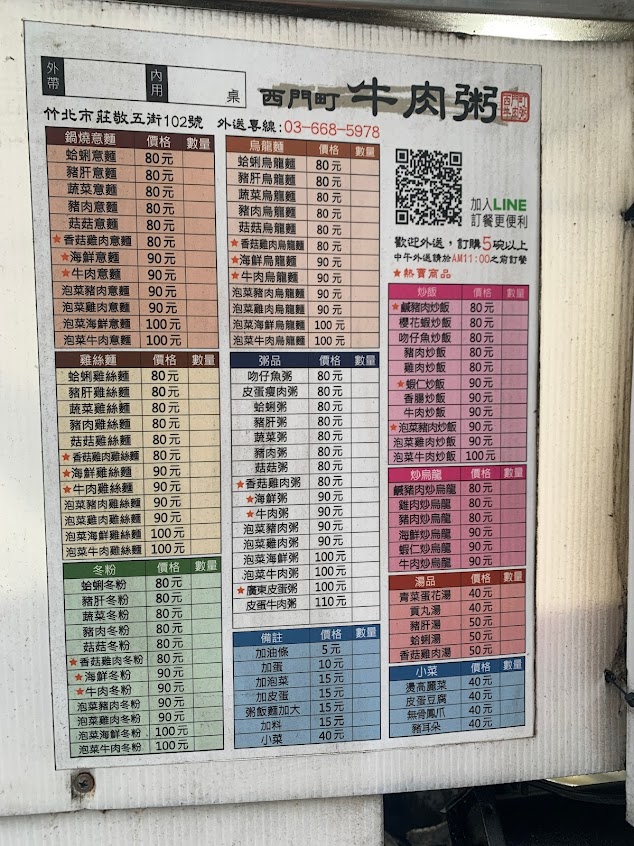 外帶
內用
桌
西門町 牛肉粥
竹北市莊敬五街102號 外送專線:03-668-5978
鍋燒意麵 價格 數量
蛤蜊意麵 80元
豬肝意麵 80元
蔬菜意麵 80元
豬肉意麵 80元
菇菇意麵 80元
★香菇雞肉意麵 80元
★海鮮意麵 90元
★牛肉意麵 90元
泡菜豬肉意麵 90元
泡菜雞肉意麵 90元
泡菜海鮮意麵 100元
泡菜牛肉意麵 100元
烏龍麵 價格 數量
蛤蜊烏龍麵 80元
豬肝烏龍麵 80元
蔬菜烏龍麵 80元
豬肉烏龍麵 80元
菇菇烏龍麵 80元
★香菇雞肉烏龍麵 80元
★海鮮烏龍麵 90元
★牛肉烏龍麵 90元
泡菜豬肉烏龍麵 90元
泡菜雞肉烏龍麵 90元
泡菜海鮮烏龍麵 100元
泡菜牛肉烏龍麵 100元
加入LINE
訂餐更便利
歡迎外送，訂購5碗以上
中午外送請於AM11:00之前訂餐
★熱賣商品
炒飯 價格 數量
★鹹豬肉炒飯 80元
櫻花蝦炒飯 80元
吻仔魚炒飯 80元
豬肉炒飯 80元
雞肉炒飯 80元
★蝦仁炒飯 90元
香腸炒飯 90元
牛肉炒飯 90元
★泡菜豬肉炒飯 90元
泡菜雞肉炒飯 90元
泡菜牛肉炒飯 100元
雞絲麵 價格 數量
蛤蜊雞絲麵 80元
豬肝雞絲麵 80元
蔬菜雞絲麵 80元
豬肉雞絲麵 80元
菇菇雞絲麵 80元
★香菇雞肉雞絲麵 80元
★海鮮雞絲麵 90元
★牛肉雞絲麵 90元
泡菜豬肉雞絲麵 90元
泡菜雞肉雞絲麵 90元
泡菜海鮮雞絲麵 100元
泡菜牛肉雞絲麵 100元
粥品 價格 數量
吻仔魚粥 80元
皮蛋瘦肉粥 80元
蛤蜊粥 80元
豬肝粥 80元
蔬菜粥 80元
豬肉粥 80元
菇菇粥 80元
★香菇雞肉粥 80元
★海鮮粥 90元
★牛肉粥 90元
泡菜豬肉粥 90元
泡菜雞肉粥 90元
泡菜海鮮粥 100元
泡菜牛肉粥 100元
★廣東皮蛋粥 100元
皮蛋牛肉粥 110元
炒烏龍 價格 數量
鹹豬肉炒烏龍 80元
雞肉炒烏龍 80元
豬肉炒烏龍 80元
海鮮炒烏龍 90元
蝦仁炒烏龍 90元
牛肉炒烏龍 90元
湯品 價格 數量
青菜蛋花湯 40元
貢丸湯 40元
豬肝湯 50元
蛤蜊湯 50元
香菇雞肉湯 50元
冬粉 價格 數量
蛤蜊冬粉 80元
豬肝冬粉 80元
蔬菜冬粉 80元
豬肉冬粉 80元
菇菇冬粉 80元
★香菇雞肉冬粉 80元
★海鮮冬粉 90元
★牛肉冬粉 90元
泡菜豬肉冬粉 90元
泡菜雞肉冬粉 90元
泡菜海鮮冬粉 100元
泡菜牛肉冬粉 100元
備註 價格 數量
加油條 5元
加蛋 10元
加泡菜 15元
加皮蛋 15元
粥飯麵加大 15元
加料 15元
小菜 40元
小菜 價格 數量
燙高麗菜 40元
皮蛋豆腐 40元
無骨鳳爪 40元
豬耳朵 40元